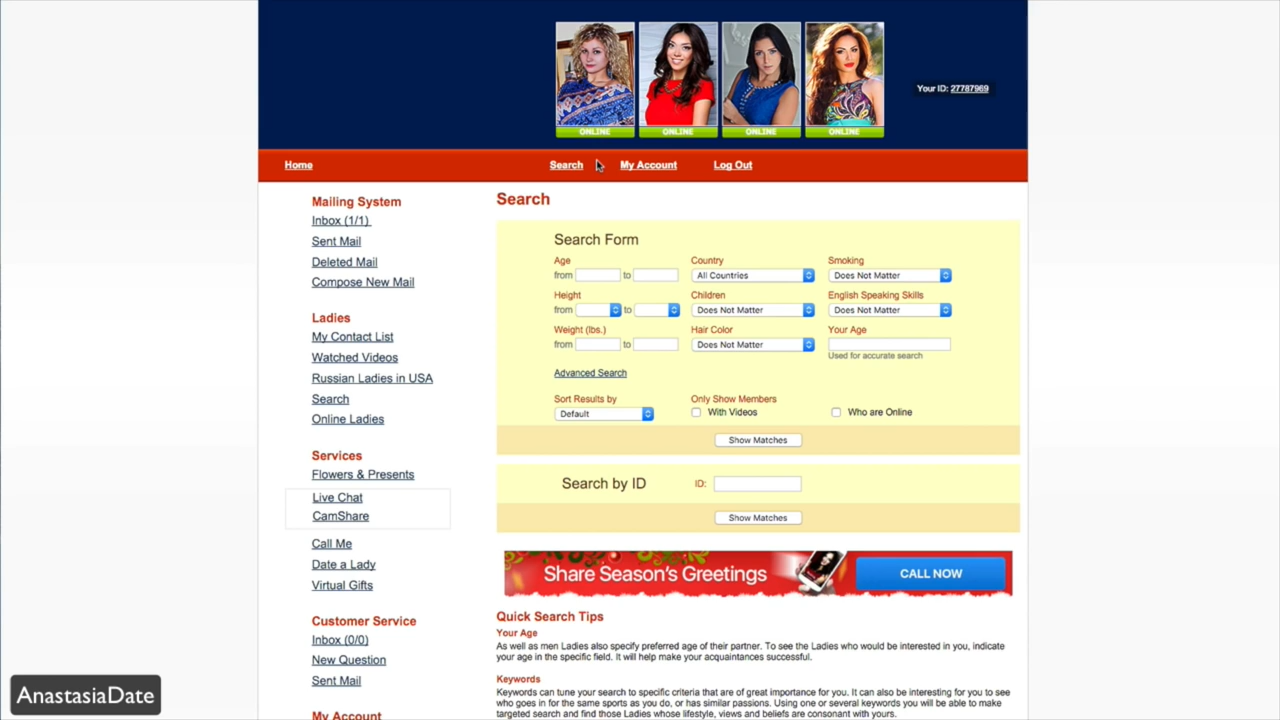 ONLINE ONLINE ONLINE ONLINE
Your ID: 27787969
Home Search My Account Log Out
Mailing System
Inbox (1/1)
Sent Mail
Deleted Mail
Compose New Mail
Ladies
My Contact List
Watched Videos
Russian Ladies in USA
Search
Online Ladies
Services
Flowers & Presents
Live Chat
CamShare
Call Me
Date a Lady
Virtual Gifts
Customer Service
Inbox (0/0)
New Question
Sent Mail
My Account
Search
Search Form
Age Country Smoking
from to All Countries Does Not Matter
Height Children English Speaking Skills
from to Does Not Matter Does Not Matter
Weight (lbs.) Hair Color Your Age
from to Does Not Matter
Used for accurate search
Advanced Search
Sort Results by Only Show Members
Default With Videos Who are Online
Show Matches
Search by ID ID:
Show Matches
Share Season's Greetings CALL NOW
Quick Search Tips
Your Age
As well as men Ladies also specify preferred age of their partner. To see the Ladies who would be interested in you, indicate
your age in the specific field. It will help make your acquaintances successful.
Keywords
Keywords can tune your search to specific criteria that are of great importance for you. It can also be interesting for you to see
who goes in for the same sports as you do, or has similar passions. Using one or several keywords you will be able to make
targeted search and find those Ladies whose lifestyle, views and beliefs are consonant with yours.
AnastasiaDate